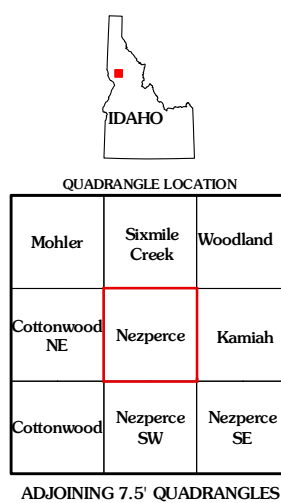 IDAHO
QUADRANGLE LOCATION
Mohler
Sixmile
Creek
Woodland
Cottonwood
NE
Nezperce
Kamiah
Cottonwood
Nezperce
SW
Nezperce
SE
ADJOINING 7.5' QUADRANGLES